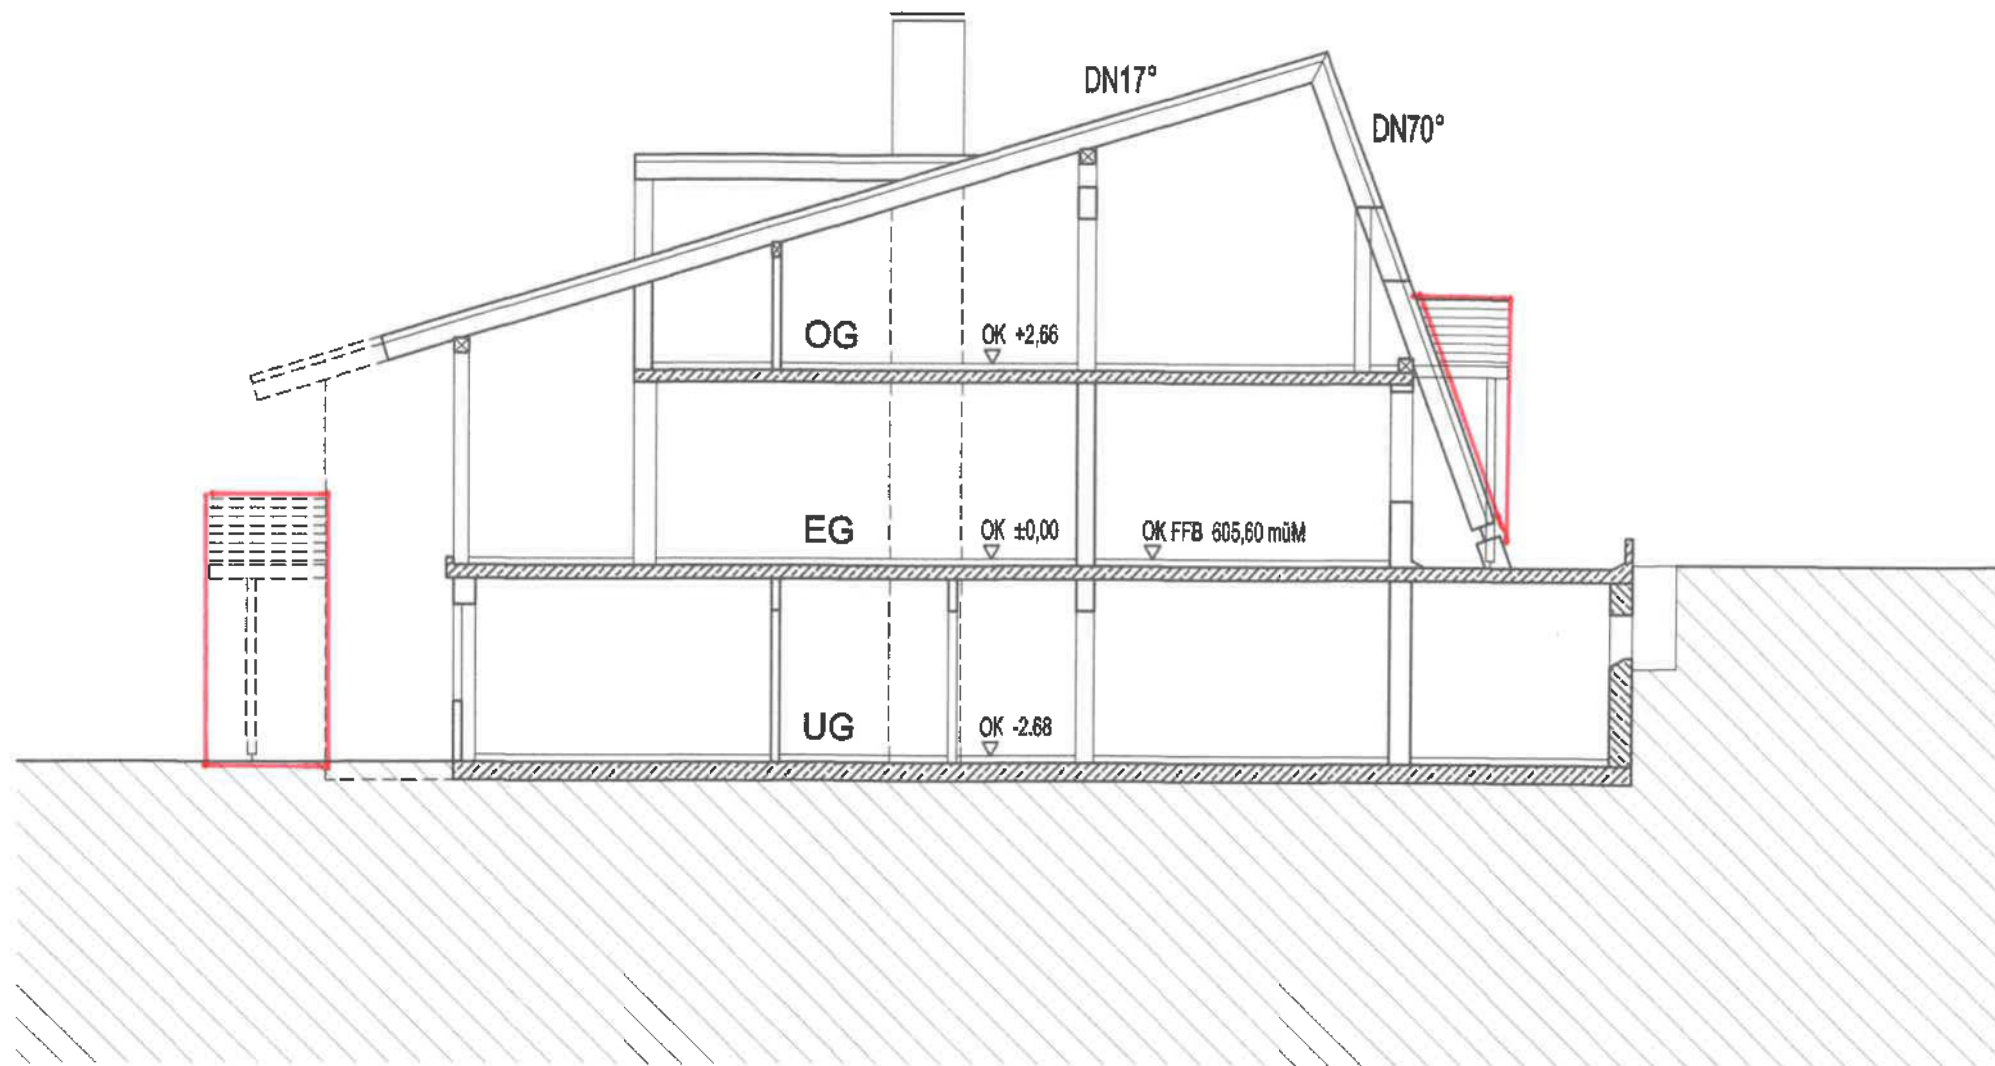 DN17°
DN70°
OG OK +2,66
EG OK ±0,00 OK FFB 605,60 müM
UG OK -2.68